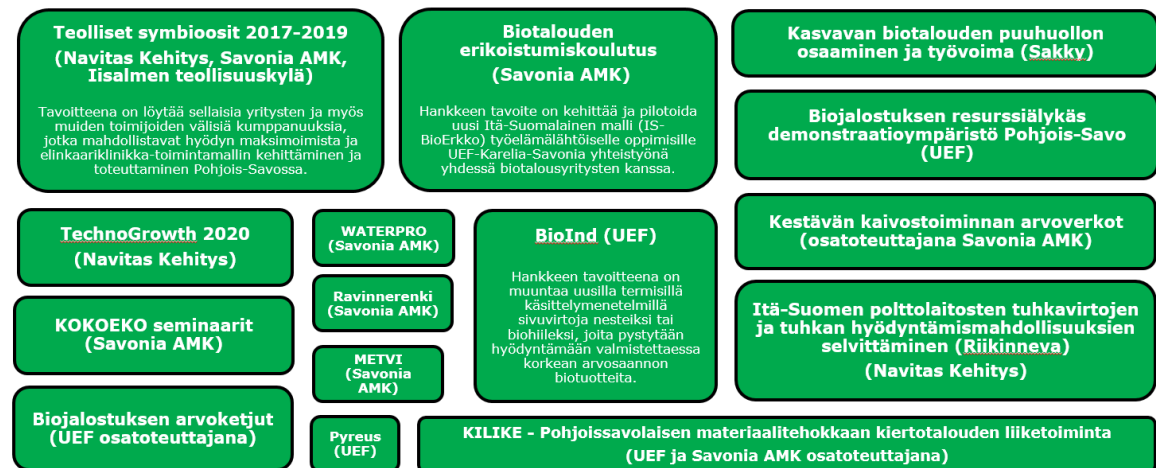 Teolliset symbioosit 2017-2019
(Navitas Kehitys, Savonia AMK,
Iisalmen teollisuuskylä)
Tavoitteena on löytää sellaisia yritysten ja myös
muiden toimijoiden välisiä kumppanuuksia,
jotka mahdollistavat hyödyn maksimoimista ja
elinkaariklinikka-toimintamallin kehittäminen ja
toteuttaminen Pohjois-Savossa.
Biotalouden
erikoistumiskoulutus
(Savonia AMK)
Hankkeen tavoite on kehittää ja pilotoida
uusi Itä-Suomalainen malli (IS-
BioErkko) työelämälähtöiselle oppimisille
UEF-Karelia-Savonia yhteistyönä
yhdessä biotalousyritysten kanssa.
Kasvavan biotalouden puuhuollon
osaaminen ja työvoima (Sakky)
Biojalostuksen resurssiälykäs
demonstraatioympäristö Pohjois-Savo
(UEF)
Kestävän kaivostoiminnan arvoverkot
(osatoteuttajana Savonia AMK)
Itä-Suomen polttolaitosten tuhkavirtojen
ja tuhkan hyödyntämismahdollisuuksien
selvittäminen (Riikinneva)
(Navitas Kehitys)
TechnoGrowth 2020
(Navitas Kehitys)
KOKOEKO seminaarit
(Savonia AMK)
Biojalostuksen arvoketjut
(UEF osatoteuttajana)
WATERPRO
(Savonia AMK)
Ravinnerenki
(Savonia AMK)
METVI
(Savonia
AMK)
Pyreus
(UEF)
BioInd (UEF)
Hankkeen tavoitteena on
muuntaa uusilla termisillä
käsittelymenetelmillä
sivuvirtoja nesteiksi tai
biohiileksi, joita pystytään
hyödyntämään valmistettaessa
korkean arvosaannon
biotuotteita.
KILIKE - Pohjoissavolaisen materiaalitehokkaan kiertotalouden liiketoiminta
(UEF ja Savonia AMK osatoteuttajana)